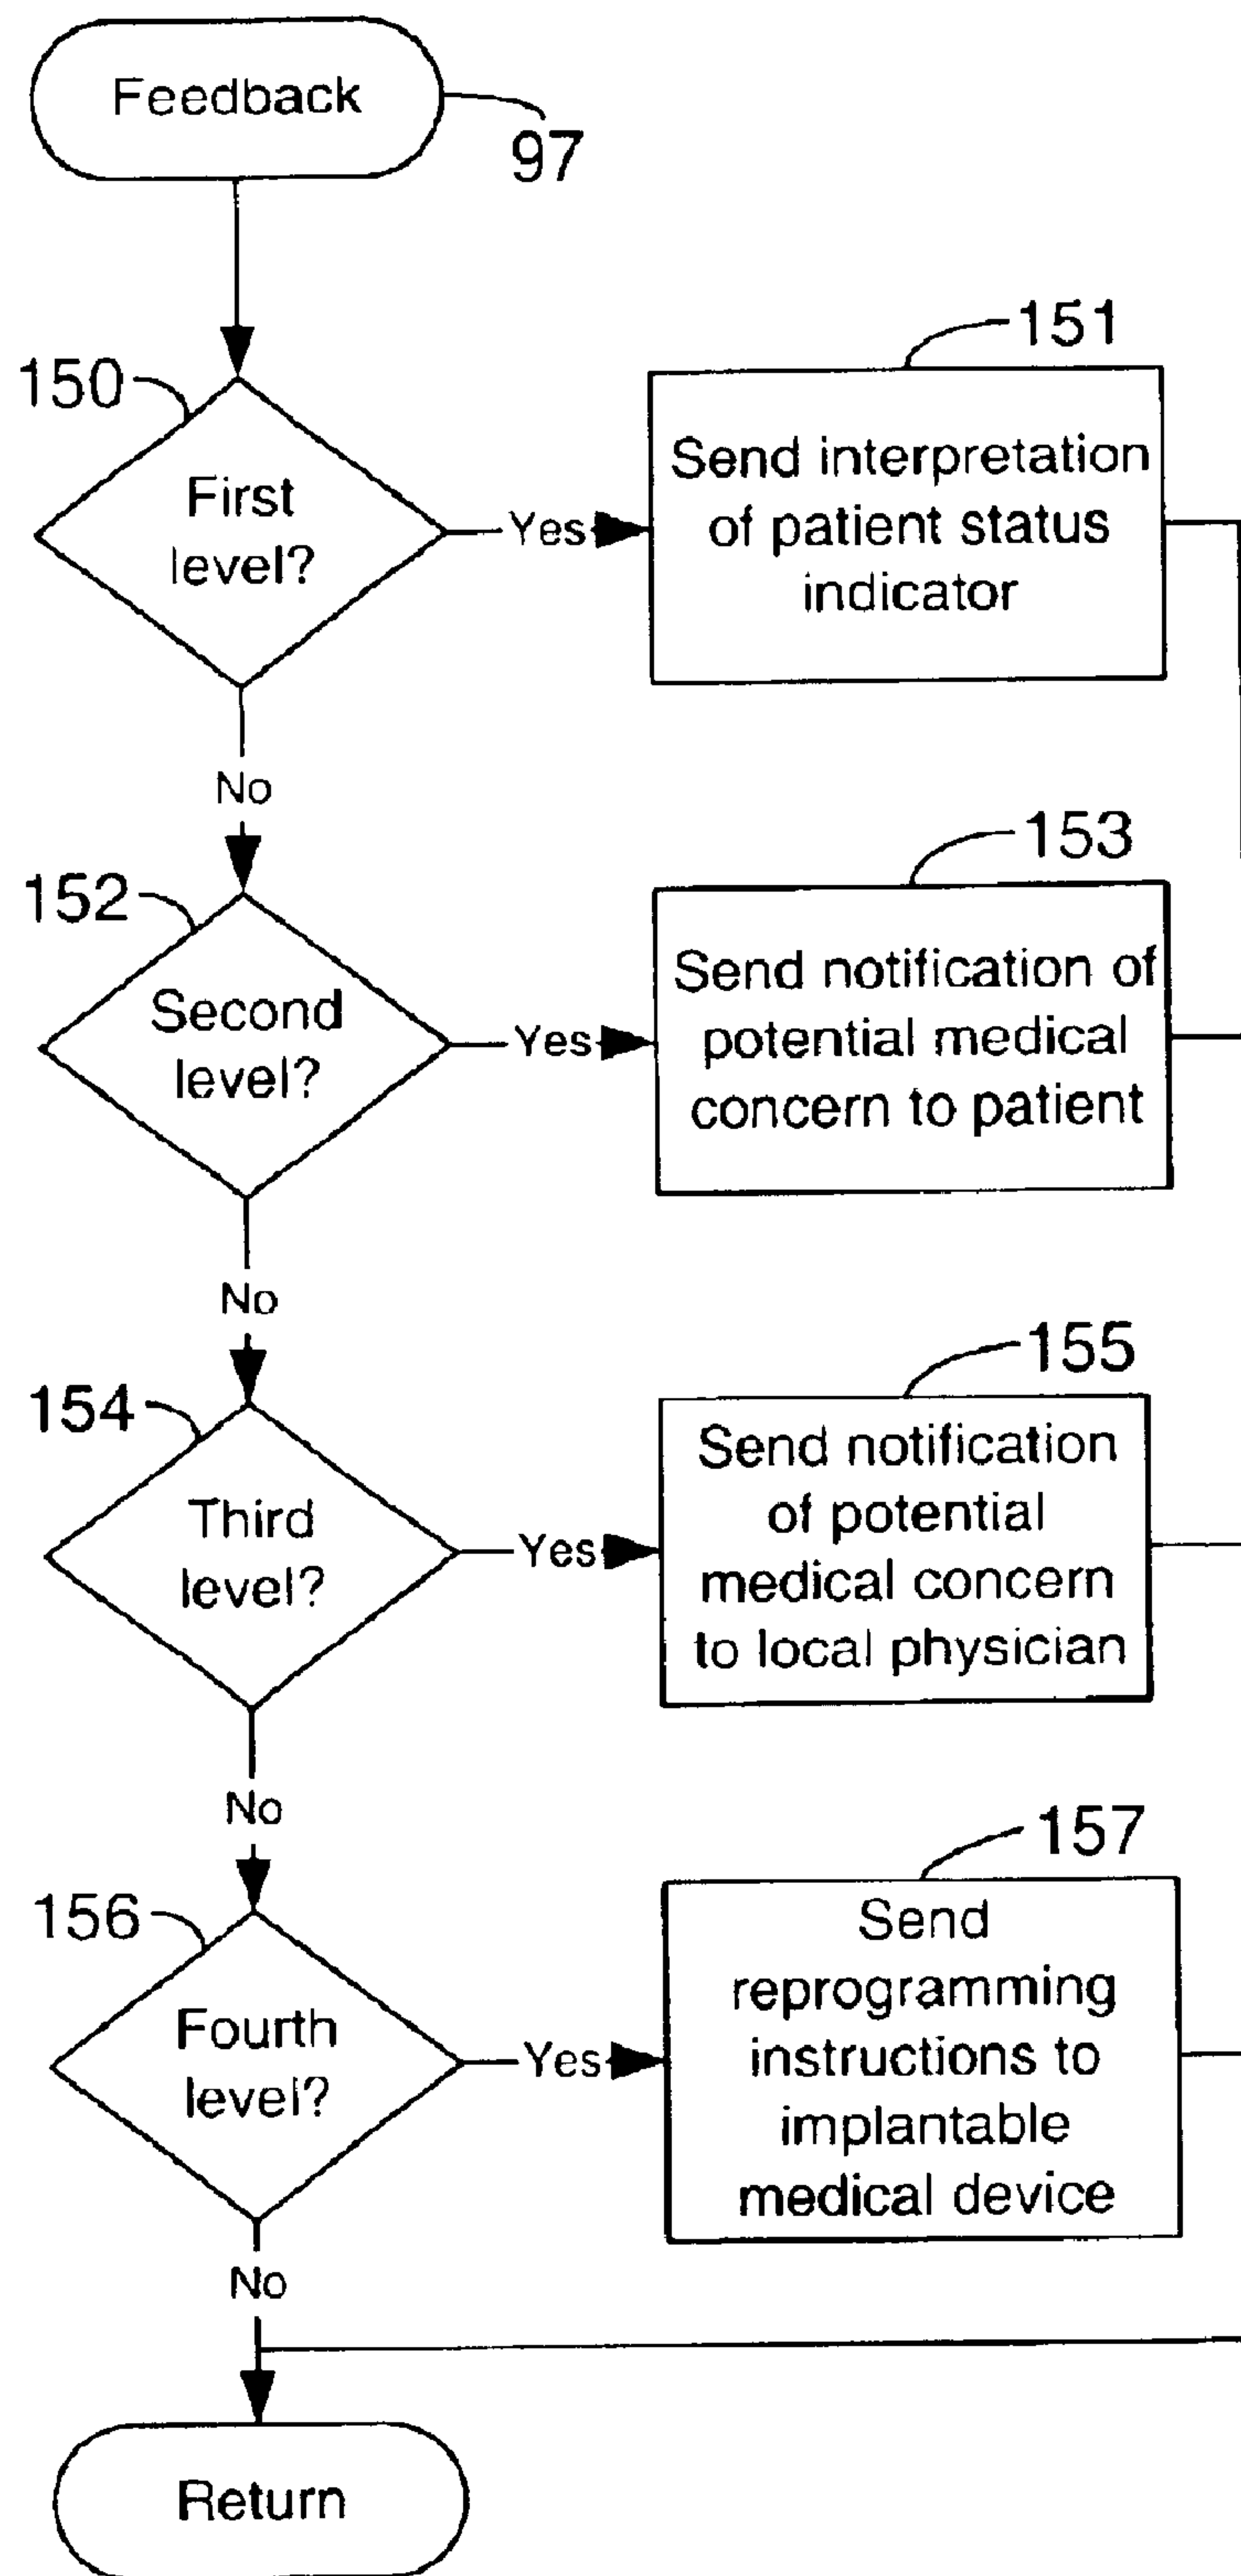 Feedback
97
150
First
level?
Yes
151
Send interpretation
of patient status
indicator
No
152
Second
level?
Yes
153
Send notification of
potential medical
concern to patient
No
154
Third
level?
Yes
155
Send notification
of potential
medical concern
to local physician
No
156
Fourth
level?
Yes
157
Send
reprogramming
instructions to
implantable
medical device
No
Return